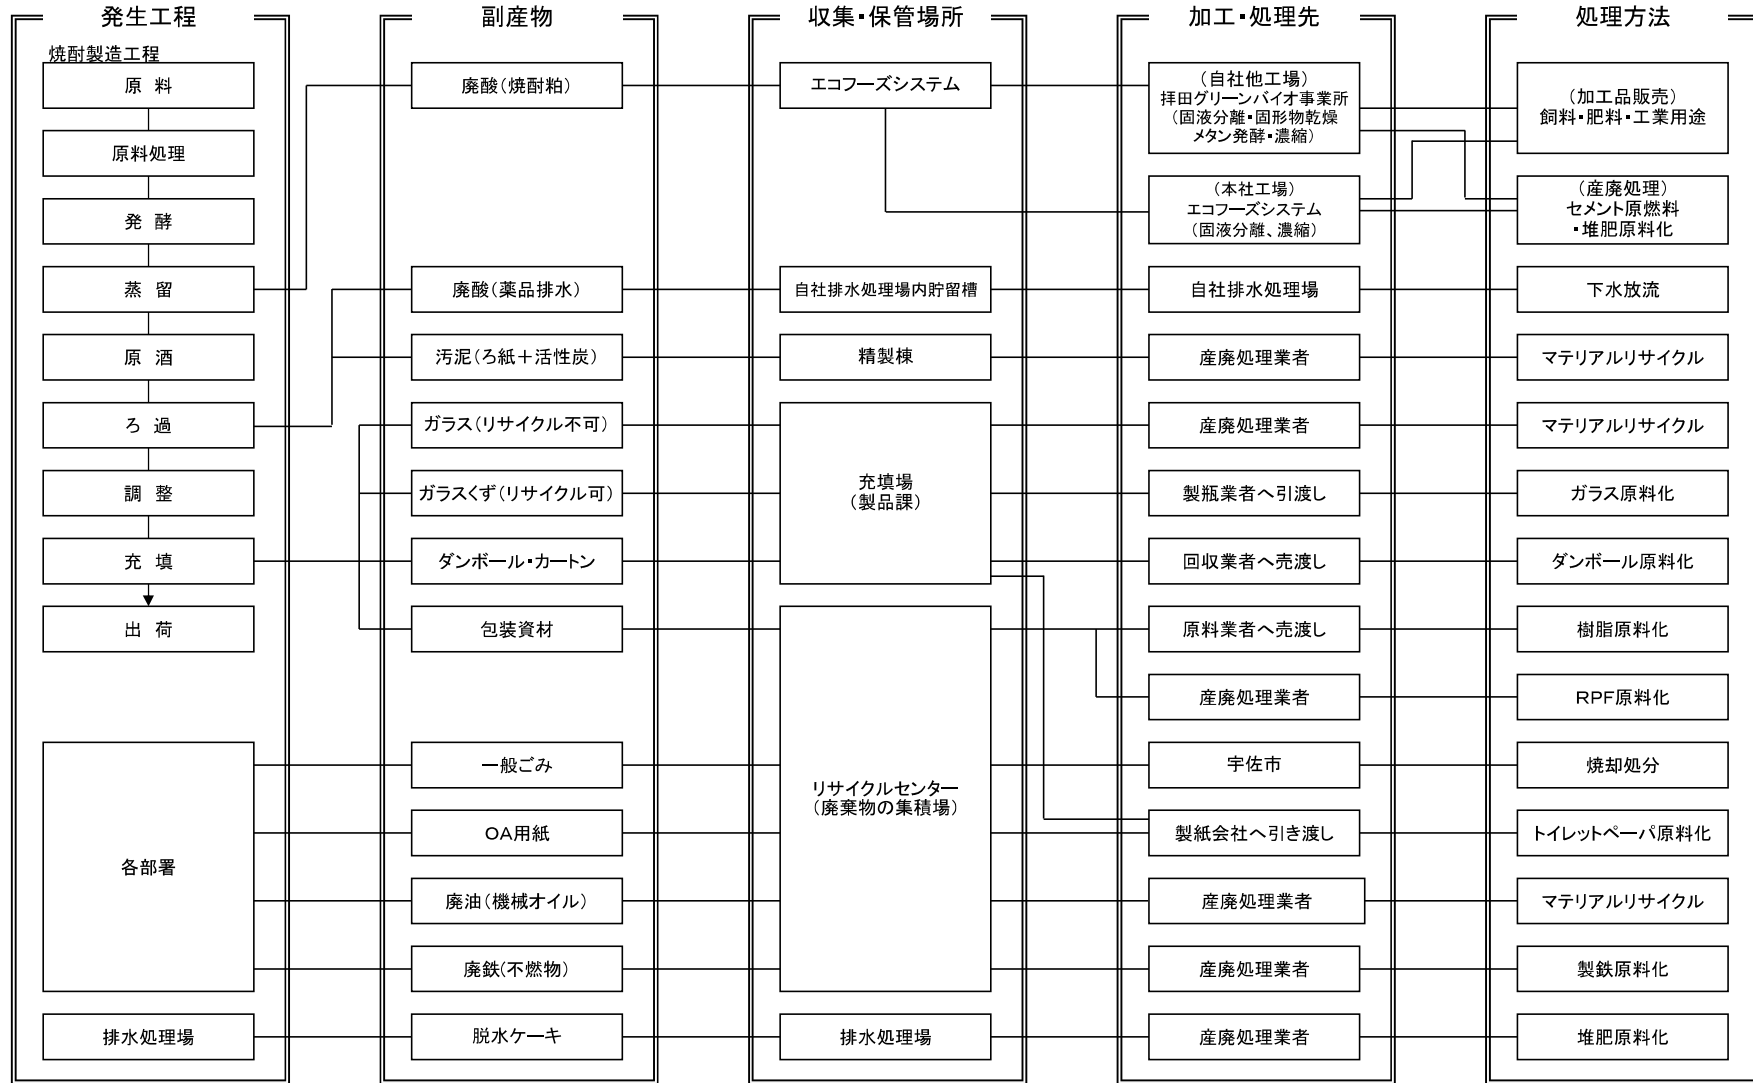 発生工程
副産物
収集・保管場所
加工・処理先
処理方法
焼酎製造工程
原 料
原料処理
発 酵
蒸 留
原 酒
ろ 過
調 整
充 填
出 荷
各部署
排水処理場
廃酸(焼酎粕)
廃酸(薬品排水)
汚泥(ろ紙+活性炭)
ガラス(リサイクル不可)
ガラスくず(リサイクル可)
ダンボール・カートン
包装資材
一般ごみ
OA用紙
廃油(機械オイル)
廃鉄(不燃物)
脱水ケーキ
エコフーズシステム
自社排水処理場内貯留槽
精製棟
充填場
(製品課)
リサイクルセンター
(廃棄物の集積場)
排水処理場
(自社他工場)
拝田グリーンバイオ事業所
(固液分離・固形物乾燥
メタン発酵・濃縮)
(本社工場)
エコフーズシステム
(固液分離、濃縮)
自社排水処理場
産廃処理業者
産廃処理業者
製瓶業者へ引渡し
回収業者へ売渡し
原料業者へ売渡し
産廃処理業者
宇佐市
製紙会社へ引き渡し
産廃処理業者
産廃処理業者
産廃処理業者
(加工品販売)
飼料・肥料・工業用途
(産廃処理)
セメント原燃料
・堆肥原料化
下水放流
マテリアルリサイクル
マテリアルリサイクル
ガラス原料化
ダンボール原料化
樹脂原料化
RPF原料化
焼却処分
トイレットペーパ原料化
マテリアルリサイクル
製鉄原料化
堆肥原料化